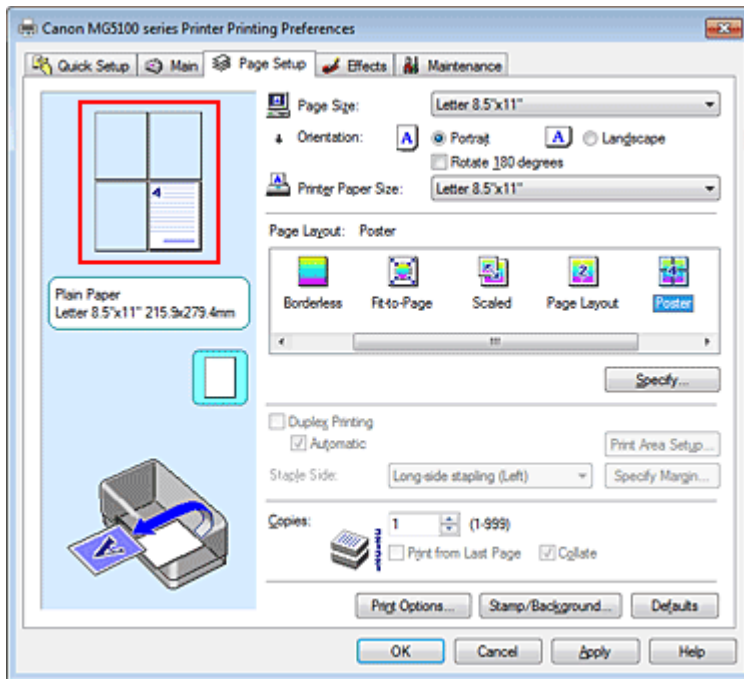 Canon MG5100 series Printer Printing Preferences
Quick Setup Main Page Setup Effects Maintenance
Page Size: Letter 8.5"x11"
Orientation: A Portrait A Landscape
Rotate 180 degrees
Printer Paper Size: Letter 8.5"x11"
4
Plain Paper
Letter 8.5"x11" 215.9x279.4mm
Page Layout: Poster
Borderless Fit-to-Page Scaled Page Layout Poster
Specify...
Duplex Printing
Automatic Print Area Setup...
Staple Side: Long-side stapling (Left) Specify Margin...
Copies: 1 (1-999)
Print from Last Page Collate
Print Options... Stamp/Background... Defaults
OK Cancel Apply Help